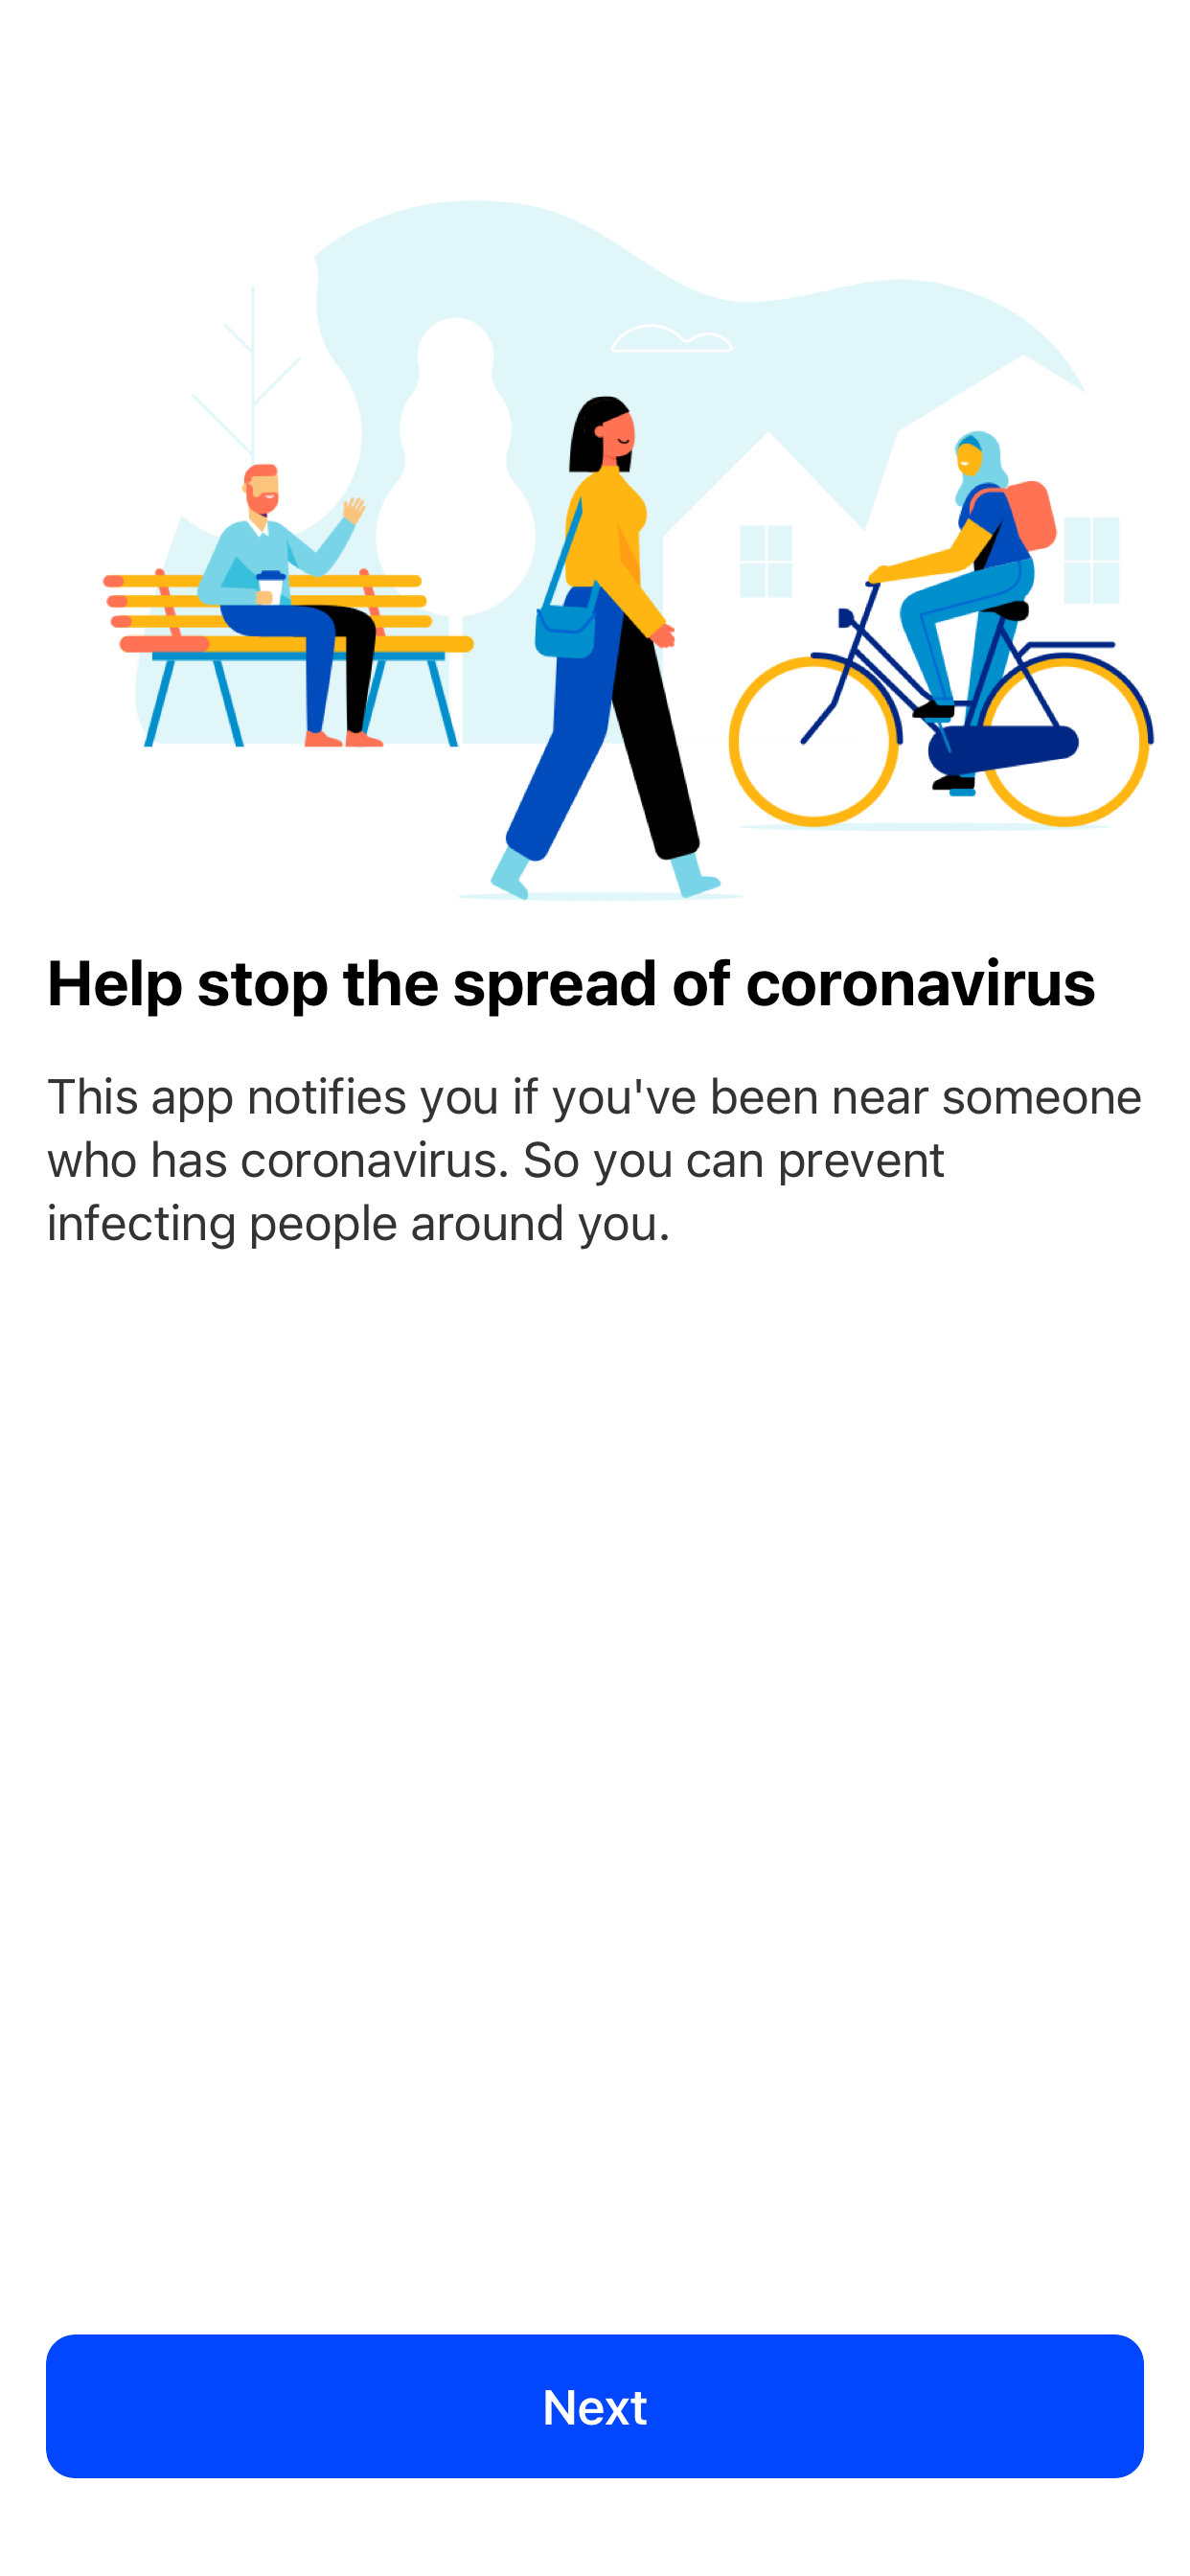 Help stop the spread of coronavirus
This app notifies you if you've been near someone
who has coronavirus. So you can prevent
infecting people around you.
Next